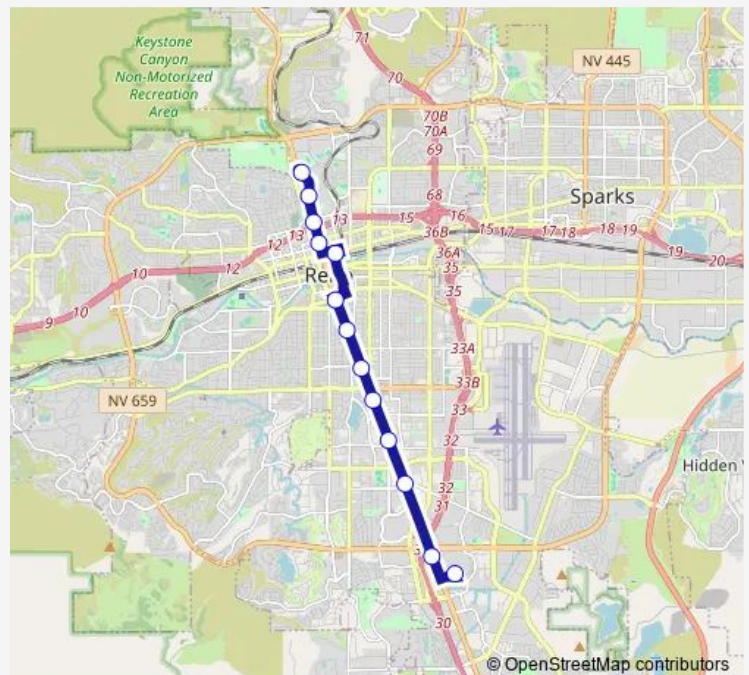 71
Keystone
Canyon
Non-Motorized
Recreation
Area
NV 445
70
70B
70A
69
68
Sparks
13
15
16
13
12
36B
15
17
17
18
18
19
36A
19
20
12
10
35
35
10
9
33A
33B
NV 659
33
32
Hidden
32
31
30
© OpenStreetMap contributors